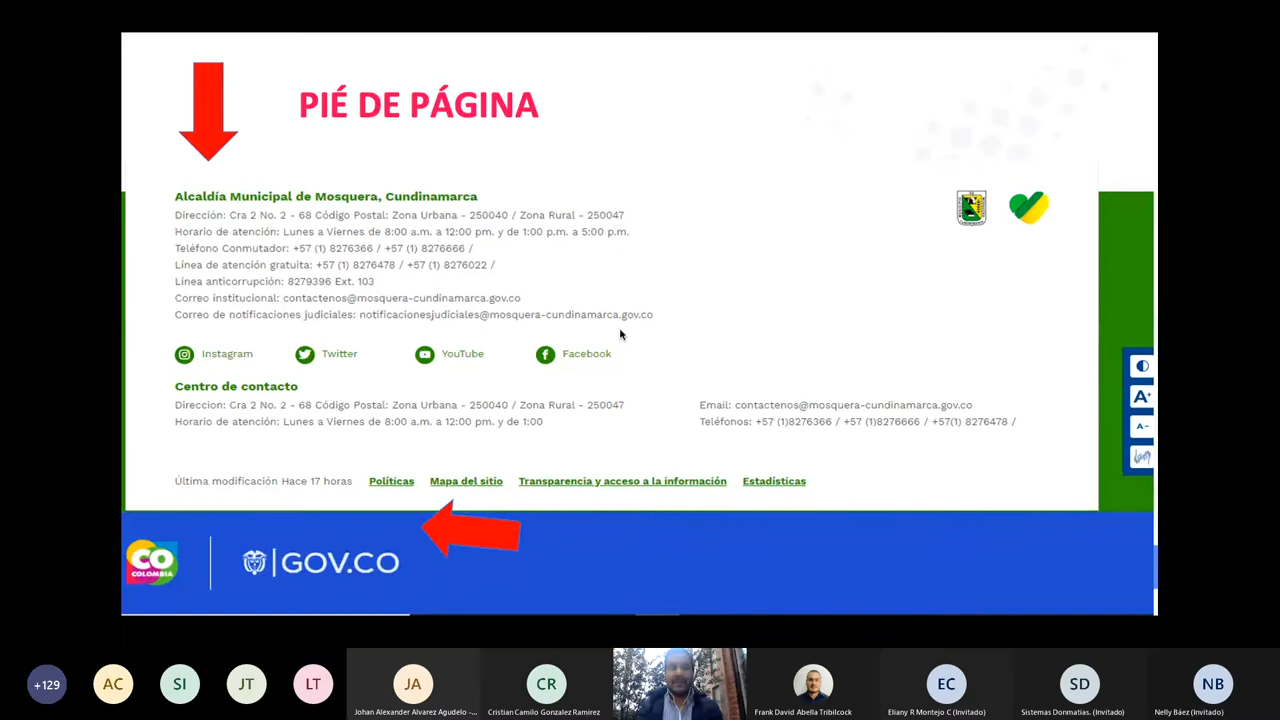 PIÉ DE PÁGINA
Alcaldía Municipal de Mosquera, Cundinamarca
Dirección: Cra 2 No. 2 - 68 Código Postal: Zona Urbana - 250040 / Zona Rural - 250047
Horario de atención: Lunes a Viernes de 8:00 a.m. a 12:00 pm. y de 1:00 p.m. a 5:00 p.m.
Teléfono Conmutador: +57 (1) 8276366 / +57 (1) 8276666 /
Línea de atención gratuita: +57 (1) 8276478 / +57 (1) 8276022 /
Línea anticorrupción: 8279396 Ext. 103
Correo institucional: contactenos@mosquera-cundinamarca.gov.co
Correo de notificaciones judiciales: notificacionesjudiciales@mosquera-cundinamarca.gov.co
Instagram Twitter YouTube Facebook
Centro de contacto
Direccion: Cra 2 No. 2 - 68 Código Postal: Zona Urbana - 250040 / Zona Rural - 250047
Horario de atención: Lunes a Viernes de 8:00 a.m. a 12:00 pm. y de 1:00
Email: contactenos@mosquera-cundinamarca.gov.co
Teléfonos: +57 (1)8276366 / +57 (1)8276666 / +57(1) 8276478 /
A+
A-
Última modificación Hace 17 horas Políticas Mapa del sitio Transparencia y acceso a la información Estadísticas
CO
COLOMBIA
GOV.CO
+129 AC SI JT LT JA CR EC SD NB
Johan Alexander Alvarez Agudelo -... Cristian Camilo Gonzalez Ramirez Frank David Abella Tribilcock Eliany R Montejo C (Invitado) Sistemas Donmatias. (Invitado) Nelly Báez (Invitado)